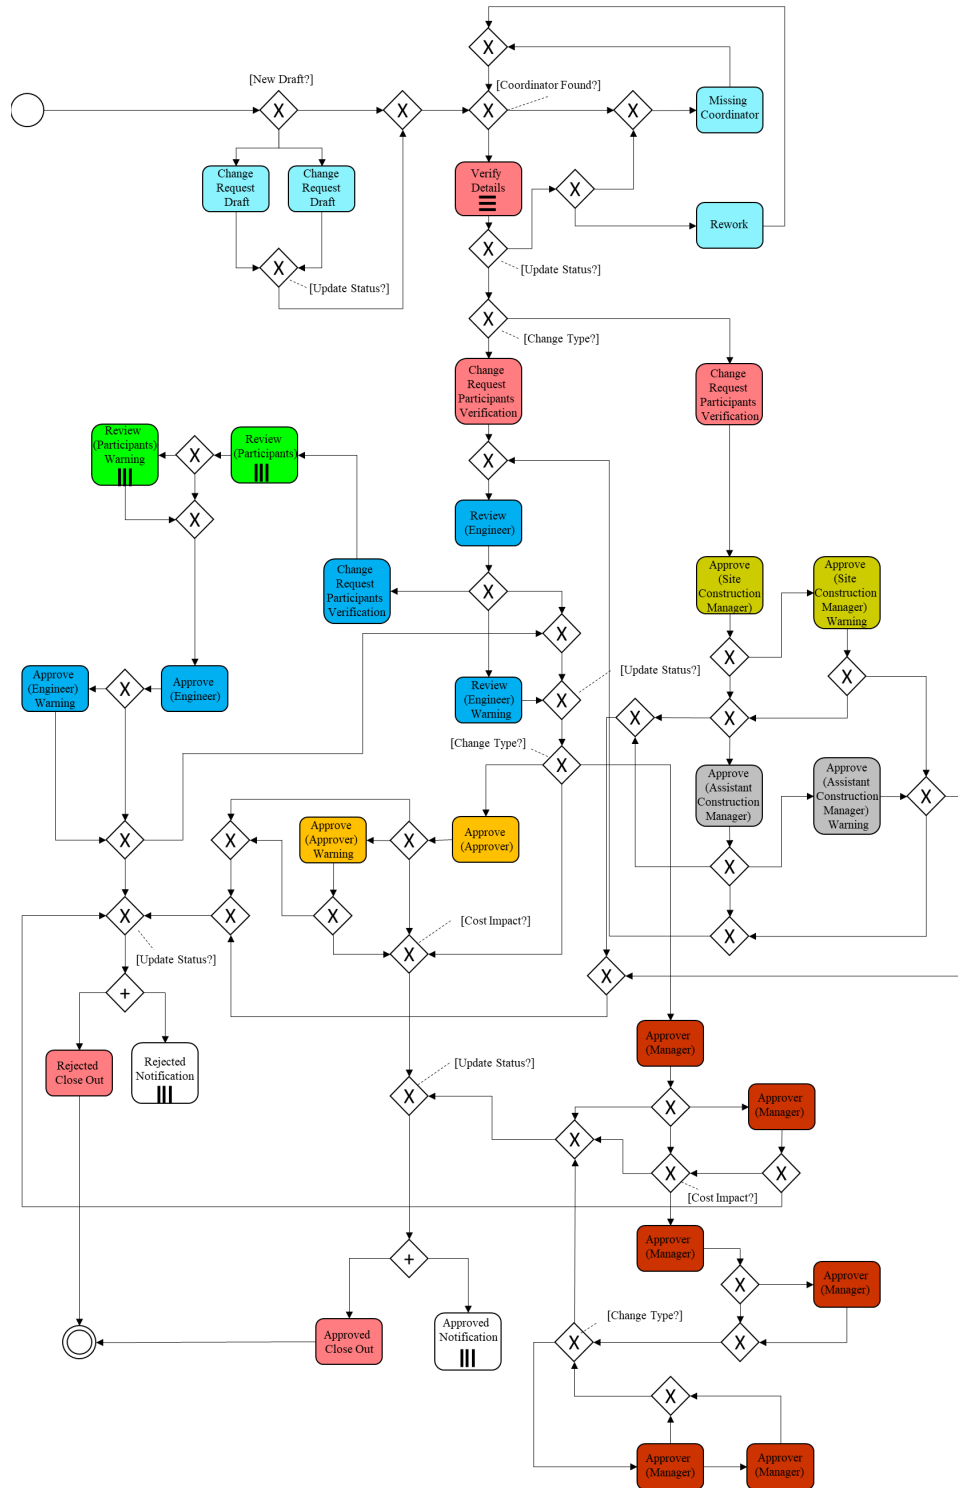 [New Draft?]
[Coordinator Found?]
Missing
Coordinator
Change
Request
Draft
Change
Request
Draft
Verify
Details
Rework
[Update Status?]
[Update Status?]
[Change Type?]
Change
Request
Participants
Verification
Change
Request
Participants
Verification
Review
(Participants)
Warning
Review
(Participants)
Review
(Engineer)
Change
Request
Participants
Verification
Approve
(Site
Construction
Manager)
Approve
(Site
Construction
Manager)
Warning
Approve
(Engineer)
Warning
Approve
(Engineer)
Review
(Engineer)
Warning
[Update Status?]
[Change Type?]
Approve
(Assistant
Construction
Manager)
Approve
(Assistant
Construction
Manager)
Warning
Approve
(Approver)
Warning
Approve
(Approver)
[Cost Impact?]
[Update Status?]
Rejected
Close Out
Rejected
Notification
[Update Status?]
Approver
(Manager)
Approver
(Manager)
[Cost Impact?]
Approver
(Manager)
Approver
(Manager)
[Change Type?]
Approved
Close Out
Approved
Notification
Approver
(Manager)
Approver
(Manager)